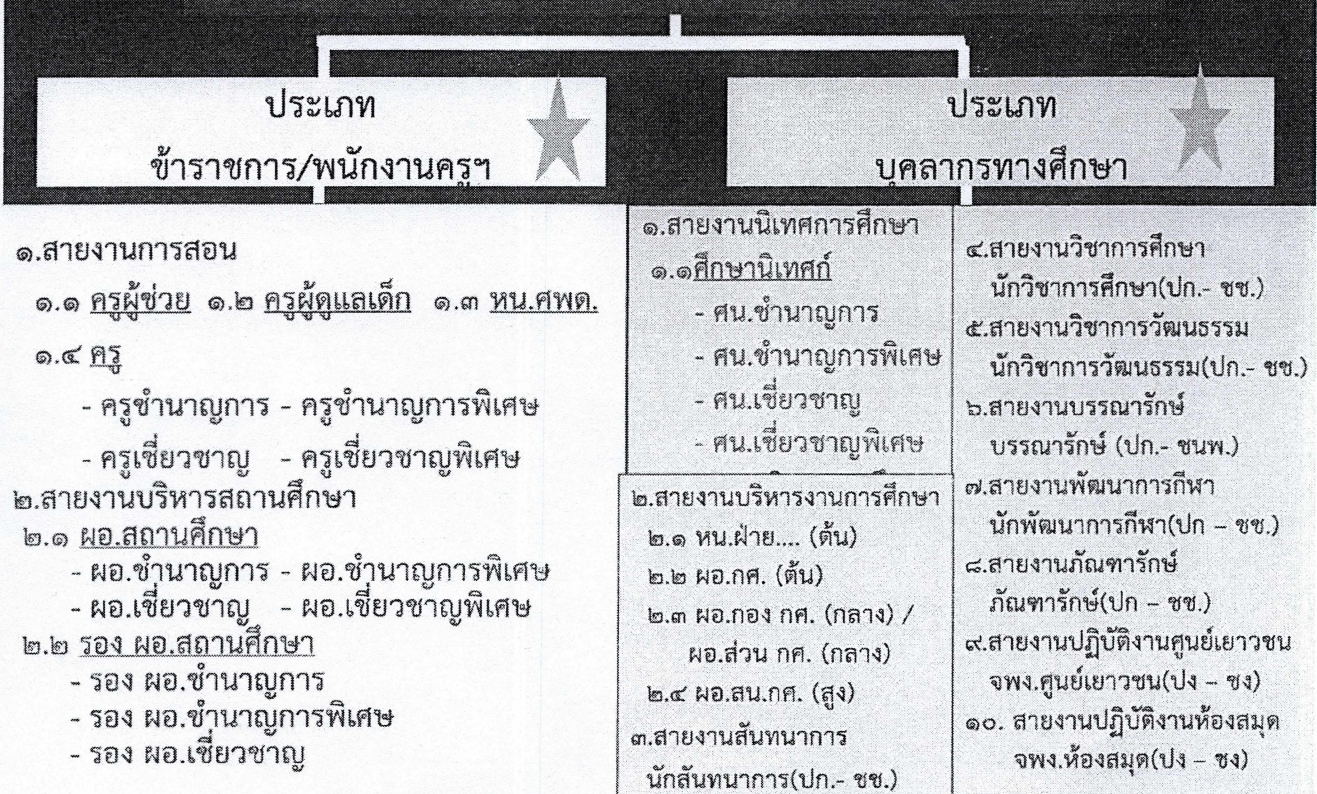 ประเภท
ข้าราชการ/พนักงานครูฯ
ประเภท
บุคลากรทางศึกษา
๑.สายงานการสอน
๑.๑ ครูผู้ช่วย ๑.๒ ครูผู้ดูแลเด็ก ๑.๓ หน.ศพด.
๑.๔ ครู
- ครูชำนาญการ - ครูชำนาญการพิเศษ
- ครูเชี่ยวชาญ - ครูเชี่ยวชาญพิเศษ
๒.สายงานบริหารสถานศึกษา
๒.๑ ผอ.สถานศึกษา
- ผอ.ชำนาญการ - ผอ.ชำนาญการพิเศษ
- ผอ.เชี่ยวชาญ - ผอ.เชี่ยวชาญพิเศษ
๒.๒ รอง ผอ.สถานศึกษา
- รอง ผอ.ชำนาญการ
- รอง ผอ.ชำนาญการพิเศษ
- รอง ผอ.เชี่ยวชาญ
๑.สายงานนิเทศการศึกษา
๑.๑ศึกษานิเทศก์
- ศน.ชำนาญการ
- ศน.ชำนาญการพิเศษ
- ศน.เชี่ยวชาญ
- ศน.เชี่ยวชาญพิเศษ
๒.สายงานบริหารงานการศึกษา
๒.๑ หน.ฝ่าย.... (ต้น)
๒.๒ ผอ.กศ. (ต้น)
๒.๓ ผอ.กอง กศ. (กลาง) /
ผอ.ส่วน กศ. (กลาง)
๒.๔ ผอ.สน.กศ. (สูง)
๓.สายงานสันทนาการ
นักสันทนาการ(ปก.- ชช.)
๔.สายงานวิชาการศึกษา
นักวิชาการศึกษา(ปก.- ชช.)
๕.สายงานวิชาการวัฒนธรรม
นักวิชาการวัฒนธรรม(ปก.- ชช.)
๖.สายงานบรรณารักษ์
บรรณารักษ์ (ปก.- ชนพ.)
๗.สายงานพัฒนาการกีฬา
นักพัฒนาการกีฬา(ปก – ชช.)
๘.สายงานภัณฑารักษ์
ภัณฑารักษ์(ปก – ชช.)
๙.สายงานปฏิบัติงานศูนย์เยาวชน
จพง.ศูนย์เยาวชน(ปง – ชง)
๑๐. สายงานปฏิบัติงานห้องสมุด
จพง.ห้องสมุด(ปง – ชง)